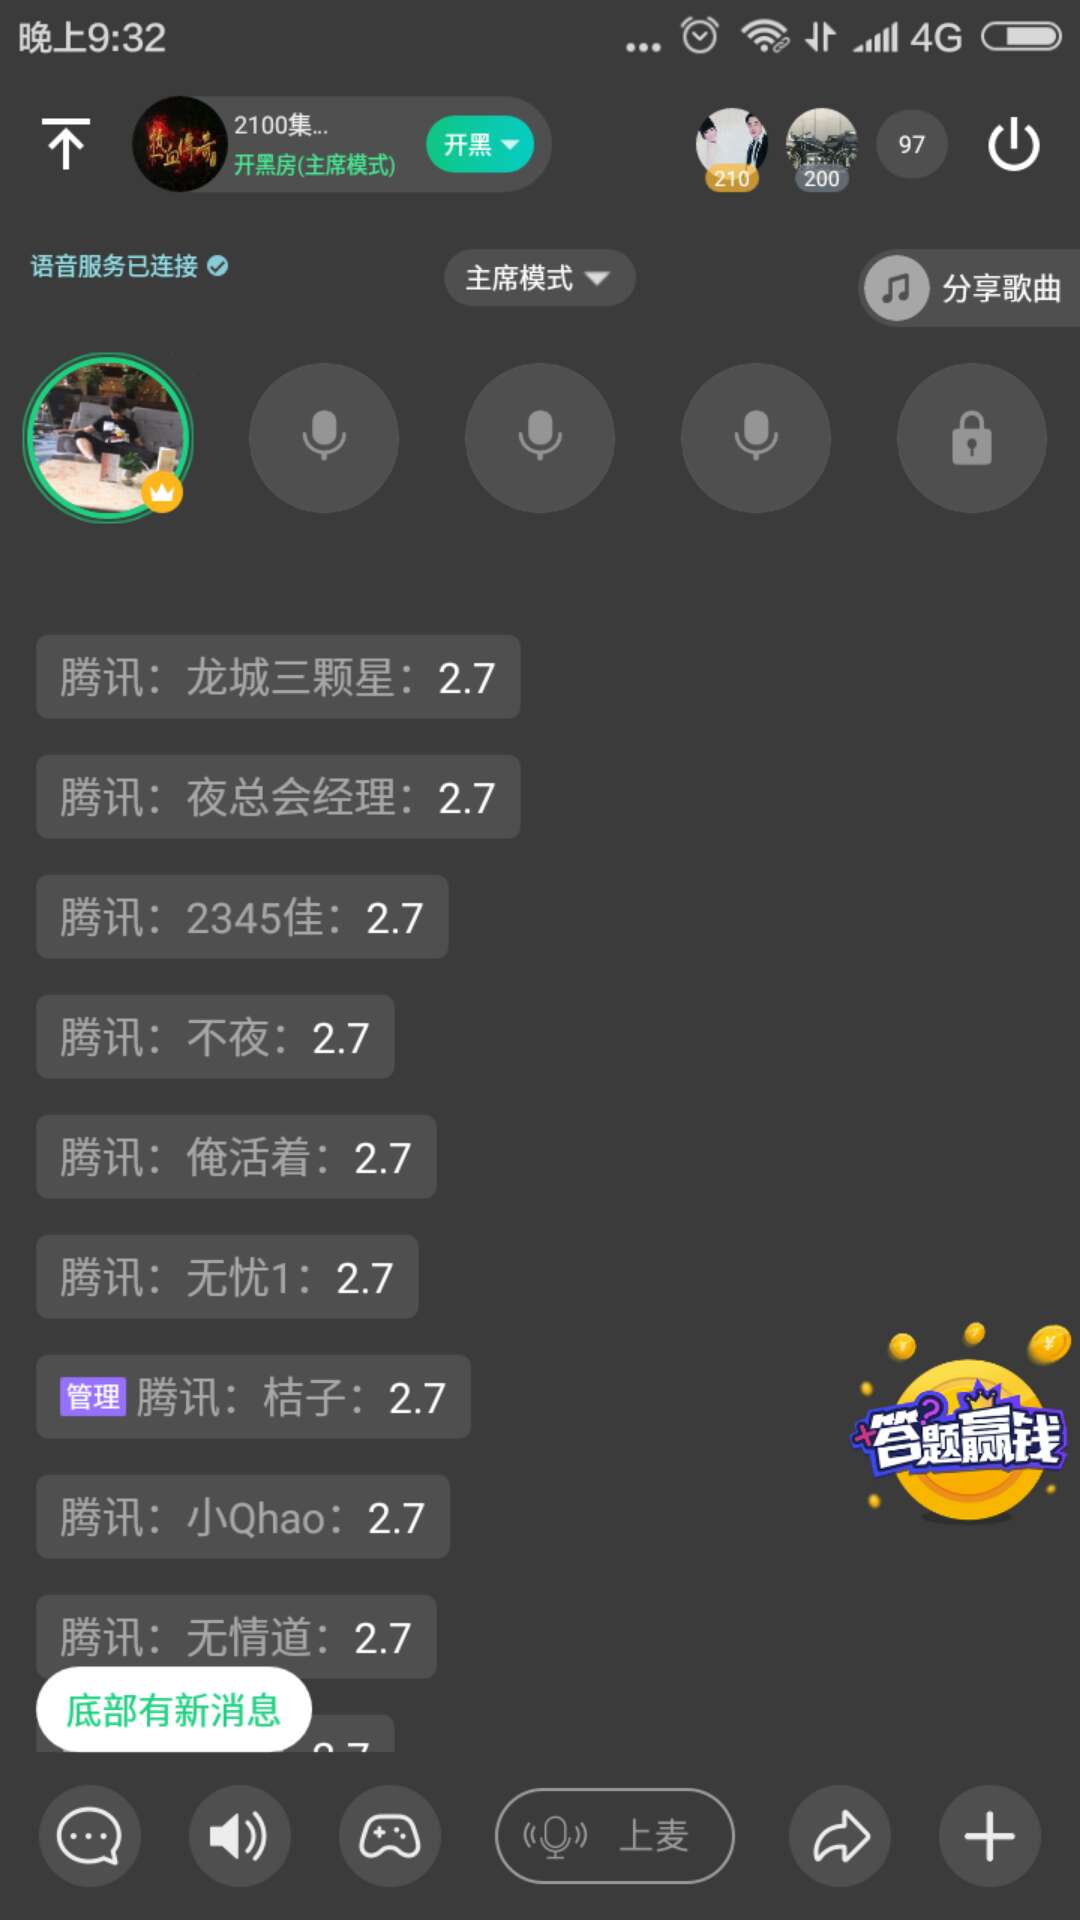 晚上9:32
4G
热血传奇
2100集...
开黑房(主席模式)
开黑
210
200
97
语音服务已连接
主席模式
分享歌曲
腾讯：龙城三颗星：2.7
腾讯：夜总会经理：2.7
腾讯：2345佳：2.7
腾讯：不夜：2.7
腾讯：俺活着：2.7
腾讯：无忧1：2.7
管理 腾讯：桔子：2.7
答题赢钱
腾讯：小Qhao：2.7
腾讯：无情道：2.7
底部有新消息
2.7
上麦